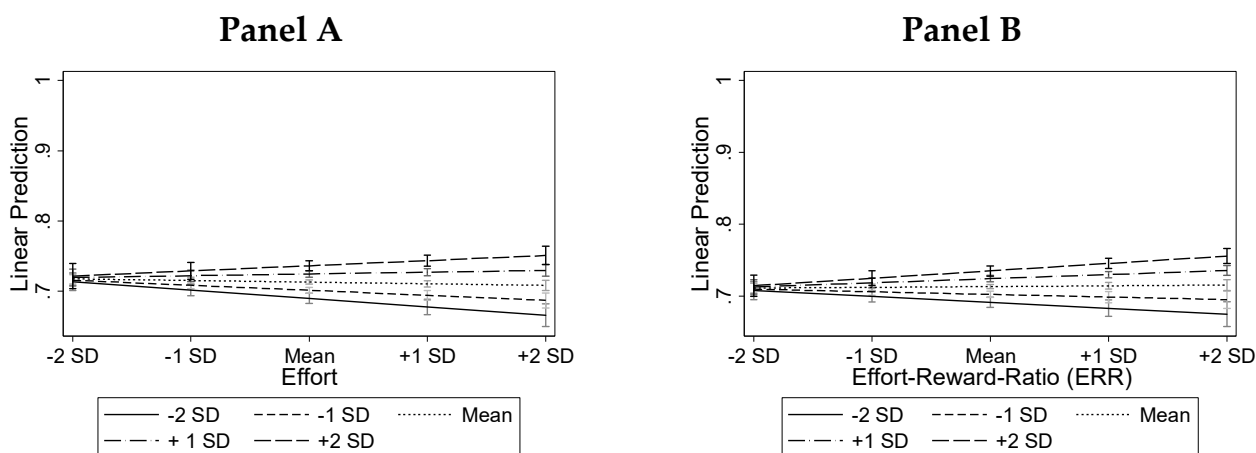 Panel A
Panel B
Linear Prediction
1
.9
.8
.7
-2 SD -1 SD Mean +1 SD +2 SD
Effort
-2 SD -1 SD Mean
+ 1 SD +2 SD
Linear Prediction
1
.9
.8
.7
-2 SD -1 SD Mean +1 SD +2 SD
Effort-Reward-Ratio (ERR)
-2 SD -1 SD Mean
+1 SD +2 SD